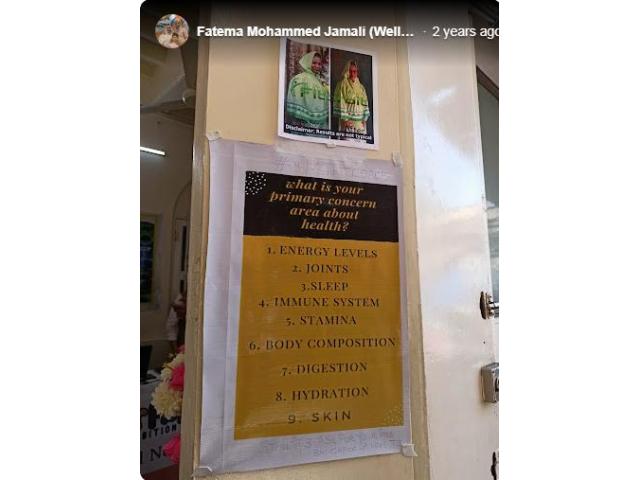 Fatema Mohammed Jamali (Well... · 2 years ago
Disclaimer: Results are not typical
what is your
primary concern
area about
health?
1. ENERGY LEVELS
2. JOINTS
3.SLEEP
4. IMMUNE SYSTEM
5. STAMINA
6. BODY COMPOSITION
7. DIGESTION
8. HYDRATION
9. SKIN